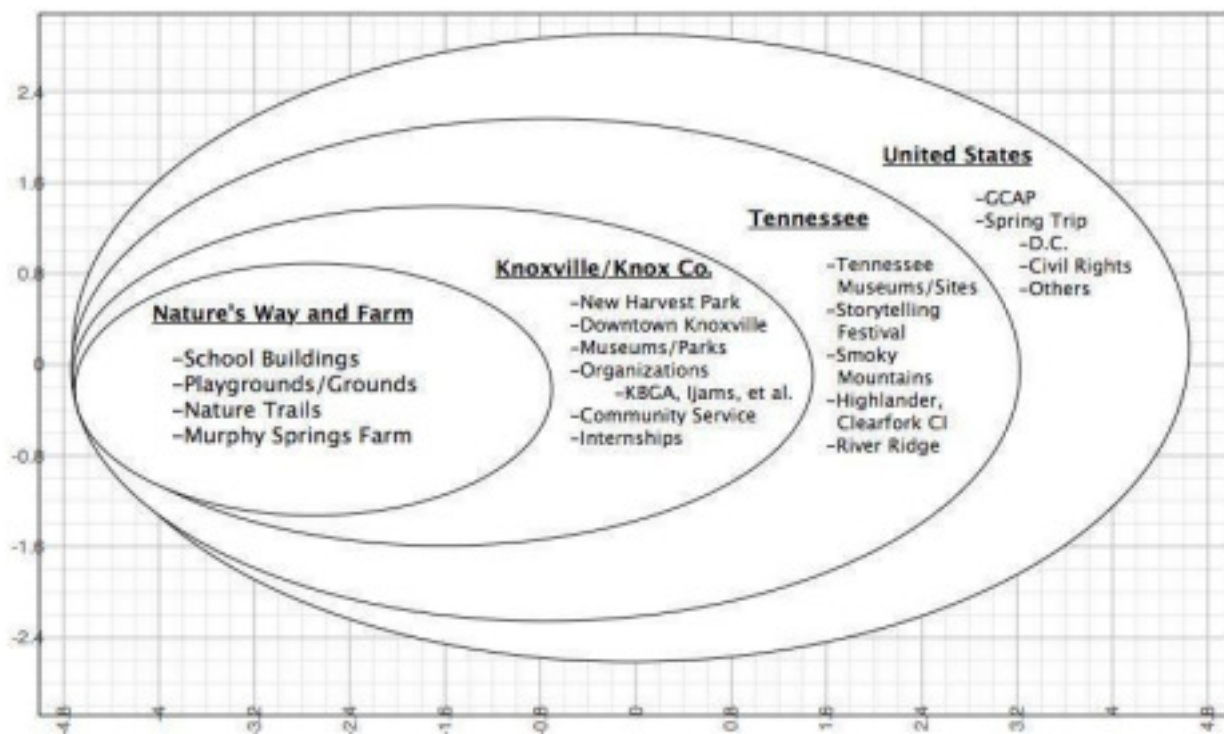 United States
-GCAP
-Spring Trip
-D.C.
-Civil Rights
-Others
Tennessee
-Tennessee
Museums/Sites
-Storytelling
Festival
-Smoky
Mountains
-Highlander,
Clearfork CI
-River Ridge
Knoxville/Knox Co.
-New Harvest Park
-Downtown Knoxville
-Museums/Parks
-Organizations
-KBGA, Ijams, et al.
-Community Service
-Internships
Nature's Way and Farm
-School Buildings
-Playgrounds/Grounds
-Nature Trails
-Murphy Springs Farm
2.4
1.6
0.8
0
-0.8
-1.6
-2.4
-4.8
-4
-3.2
-2.4
-1.6
-0.8
0
0.8
1.6
2.4
3.2
4
4.8